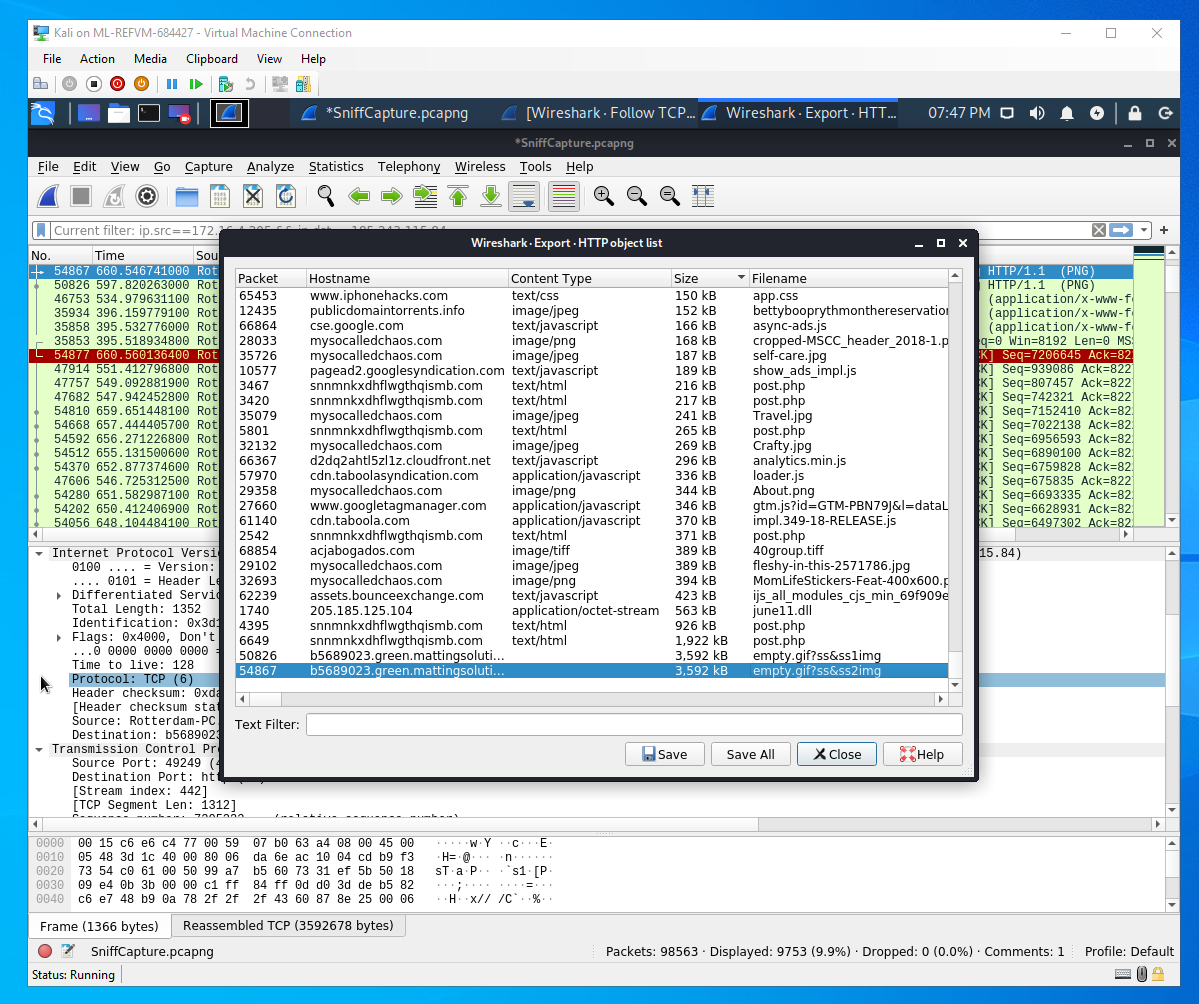 Kali on ML-REFVM-684427 - Virtual Machine Connection
File Action Media Clipboard View Help
*SniffCapture.pcapng [Wireshark · Follow TCP... Wireshark · Export · HTT... 07:47 PM
*SniffCapture.pcapng
File Edit View Go Capture Analyze Statistics Telephony Wireless Tools Help
Current filter: ip.src==172.16.4.205 && ip.dst
Wireshark · Export · HTTP object list
No. Time Sou
54867 660.546741000 Rot HTTP/1.1 (PNG)
50826 597.820263000 Rot HTTP/1.1 (PNG)
46753 534.979631100 Rot (application/x-www-fo
35934 396.159779100 Rot (application/x-www-fo
35858 395.532776000 Rot (application/x-www-fo
35853 395.518934800 Rot eq=0 Win=8192 Len=0 MS
54877 660.560136400 Rot K] Seq=7206645 Ack=822
47914 551.412796800 Rot K] Seq=939086 Ack=8227
47757 549.092881900 Rot K] Seq=807457 Ack=8227
47682 547.942452800 Rot K] Seq=742321 Ack=8227
54810 659.651448100 Rot K] Seq=7152410 Ack=822
54668 657.444405700 Rot K] Seq=7022138 Ack=822
54592 656.271226800 Rot K] Seq=6956593 Ack=822
54512 655.131500600 Rot K] Seq=6890100 Ack=822
54370 652.877374600 Rot K] Seq=6759828 Ack=822
47606 546.725312500 Rot K] Seq=675835 Ack=8227
54280 651.582987100 Rot K] Seq=6693335 Ack=822
54202 650.412406900 Rot K] Seq=6628931 Ack=822
54056 648.104484100 Rot K] Seq=6497302 Ack=822
Packet Hostname Content Type Size Filename
65453 www.iphonehacks.com text/css 150 kB app.css
12435 publicdomaintorrents.info image/jpeg 152 kB bettybooprythmonthereservation
66864 cse.google.com text/javascript 166 kB async-ads.js
28033 mysocalledchaos.com image/png 168 kB cropped-MSCC_header_2018-1.p
35726 mysocalledchaos.com image/jpeg 187 kB self-care.jpg
10577 pagead2.googlesyndication.com text/javascript 189 kB show_ads_impl.js
3467 snnmnkxdhflwgthqismb.com text/html 216 kB post.php
3420 snnmnkxdhflwgthqismb.com text/html 217 kB post.php
35079 mysocalledchaos.com image/jpeg 241 kB Travel.jpg
5801 snnmnkxdhflwgthqismb.com text/html 265 kB post.php
32132 mysocalledchaos.com image/jpeg 269 kB Crafty.jpg
66367 d2dq2ahtl5zl1z.cloudfront.net text/javascript 296 kB analytics.min.js
57970 cdn.taboolasyndication.com application/javascript 336 kB loader.js
29358 mysocalledchaos.com image/png 344 kB About.png
27660 www.googletagmanager.com application/javascript 346 kB gtm.js?id=GTM-PBN79J&l=dataL
61140 cdn.taboola.com application/javascript 370 kB impl.349-18-RELEASE.js
2542 snnmnkxdhflwgthqismb.com text/html 371 kB post.php
68854 acjabogados.com image/tiff 389 kB 40group.tiff
29102 mysocalledchaos.com image/jpeg 389 kB fleshy-in-this-2571786.jpg
32693 mysocalledchaos.com image/png 394 kB MomLifeStickers-Feat-400x600.p
62239 assets.bounceexchange.com text/javascript 423 kB ijs_all_modules_cjs_min_69f909e
1740 205.185.125.104 application/octet-stream 563 kB june11.dll
4395 snnmnkxdhflwgthqismb.com text/html 926 kB post.php
6649 snnmnkxdhflwgthqismb.com text/html 1,922 kB post.php
50826 b5689023.green.mattingsoluti... 3,592 kB empty.gif?ss&ss1img
54867 b5689023.green.mattingsoluti... 3,592 kB empty.gif?ss&ss2img
Text Filter:
Save Save All Close Help
Internet Protocol Versi 15.84)
0100 .... = Version:
.... 0101 = Header Le
Differentiated Servic
Total Length: 1352
Identification: 0x3d1
Flags: 0x4000, Don't
...0 0000 0000 0000 =
Time to live: 128
Protocol: TCP (6)
Header checksum: 0xda
[Header checksum stat
Source: Rotterdam-PC.
Destination: b5689023
Transmission Control Pr
Source Port: 49249 (4
Destination Port: htt
[Stream index: 442]
[TCP Segment Len: 1312]
0000 00 15 c6 e6 c4 77 00 59 07 b0 63 a4 08 00 45 00 ·····w·Y ··c···E·
0010 05 48 3d 1c 40 00 80 06 da 6e ac 10 04 cd b9 f3 ·H=·@··· ·n······
0020 73 54 c0 61 00 50 99 a7 b5 60 73 31 ef 5b 50 18 sT·a·P·· ·`s1·[P·
0030 09 e4 0b 3b 00 00 c1 ff 84 ff 0d d0 3d de b5 82 ···;···· ····=···
0040 c6 e7 48 b9 0a 78 2f 2f 2f 43 60 87 8e 25 00 06 ··H··x// /C`··%··
Frame (1366 bytes) Reassembled TCP (3592678 bytes)
SniffCapture.pcapng Packets: 98563 · Displayed: 9753 (9.9%) · Dropped: 0 (0.0%) · Comments: 1 Profile: Default
Status: Running